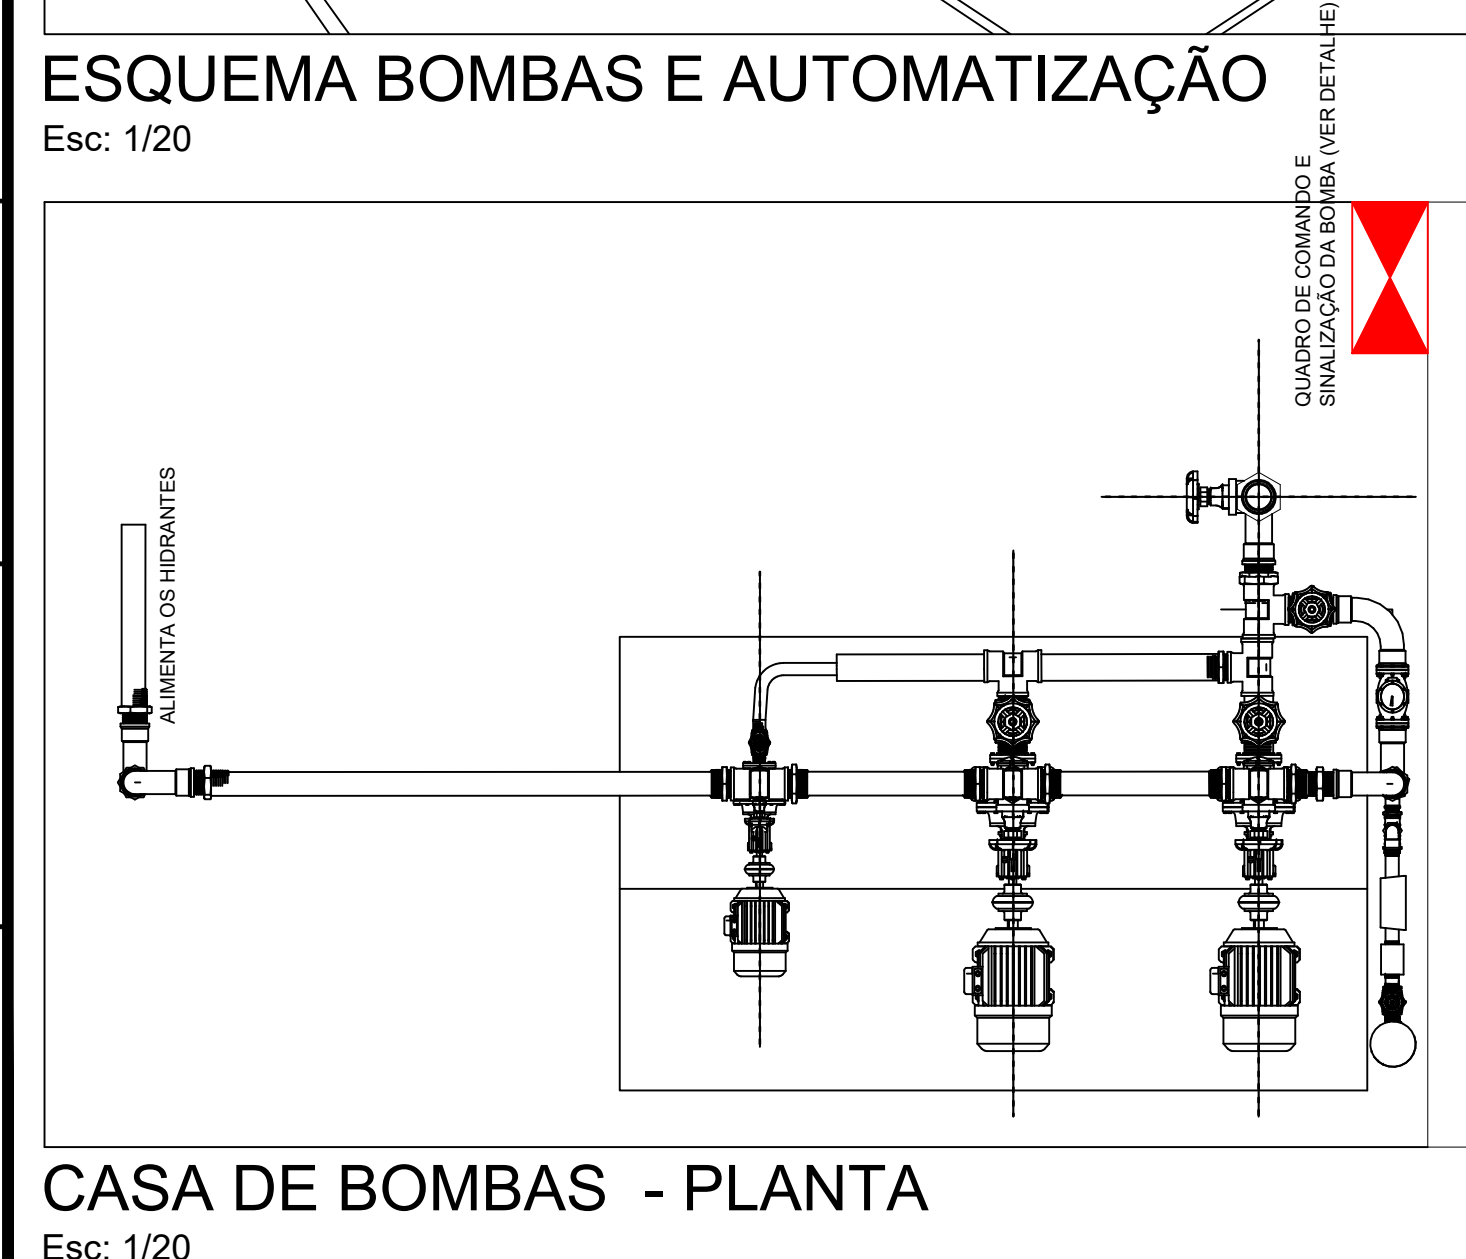 ESQUEMA BOMBAS E AUTOMATIZAÇÃO
Esc: 1/20
QUADRO DE COMANDO E
SINALIZAÇÃO DA BOMBA (VER DETALHE)
ALIMENTA OS HIDRANTES
CASA DE BOMBAS - PLANTA
Esc: 1/20